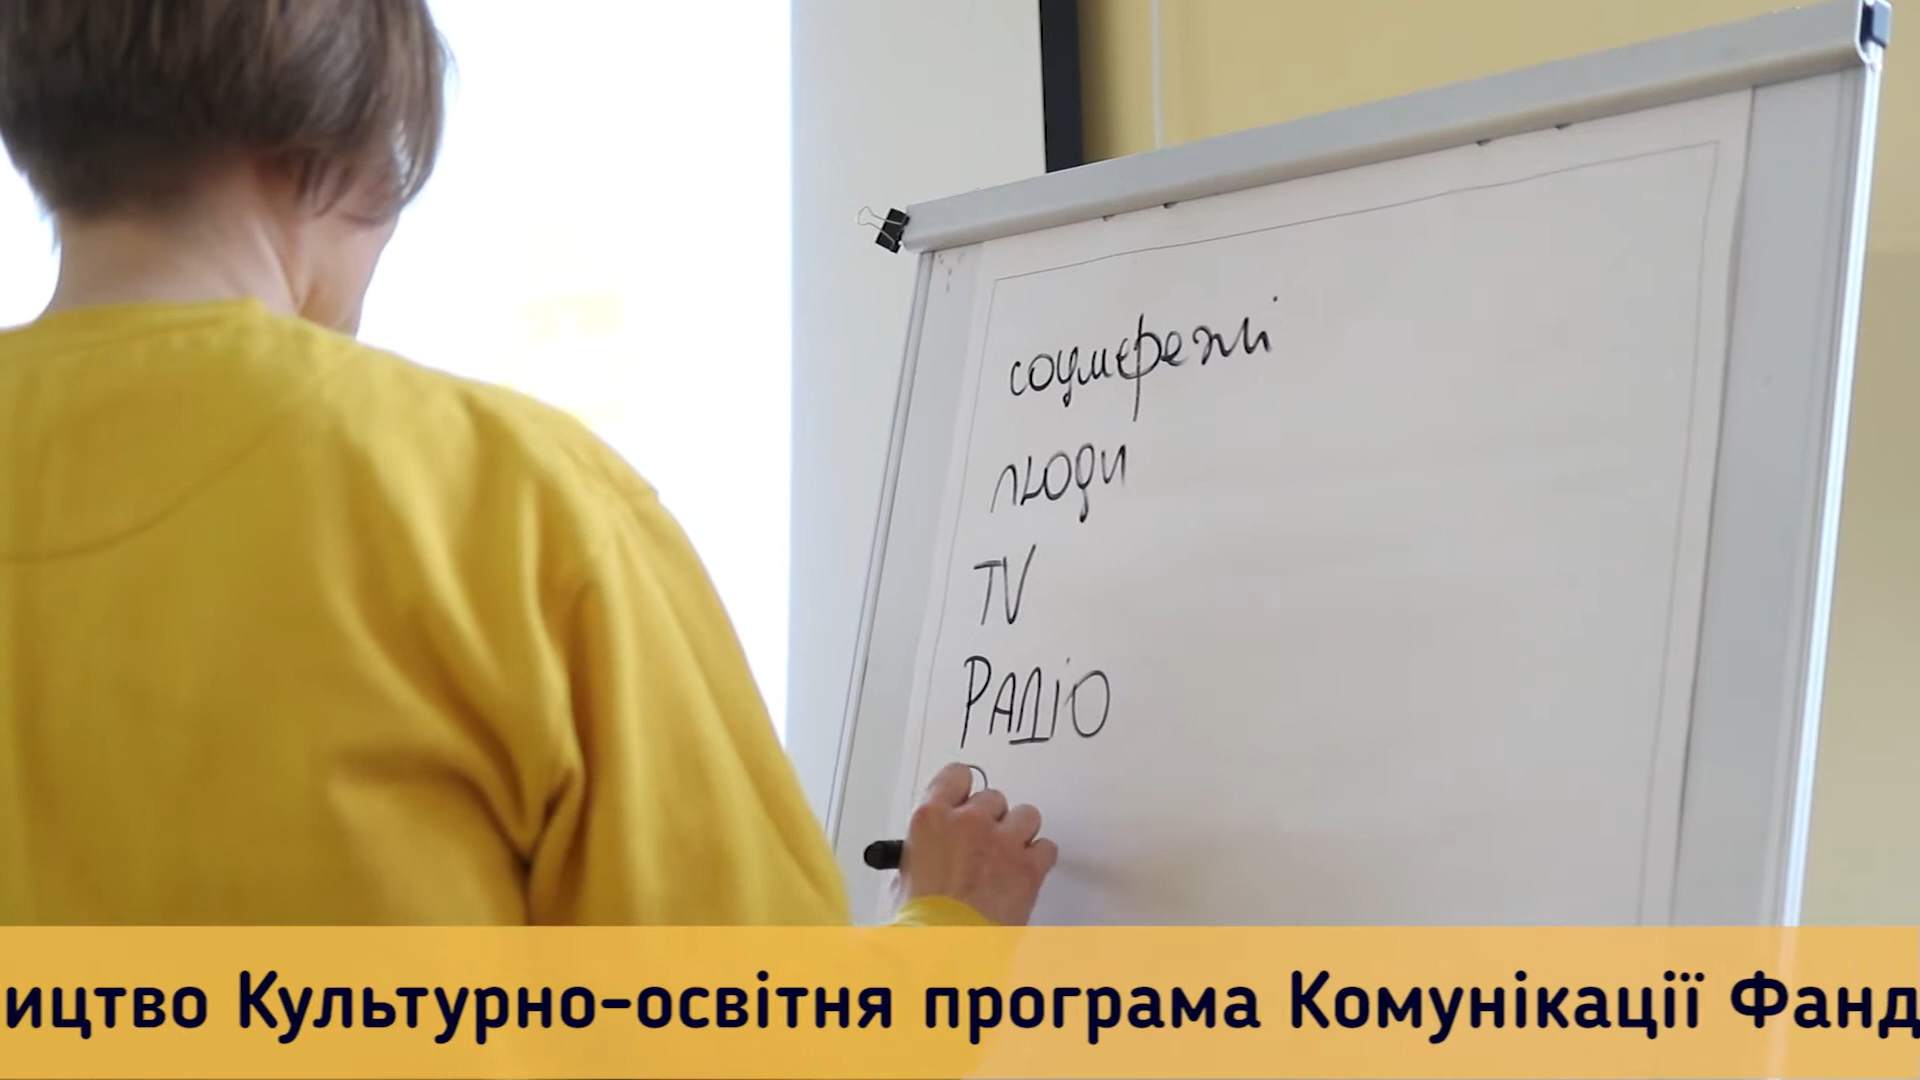 соцмережі
люди
TV
Радіо
ицтво Культурно-освітня програма Комунікації Фанд